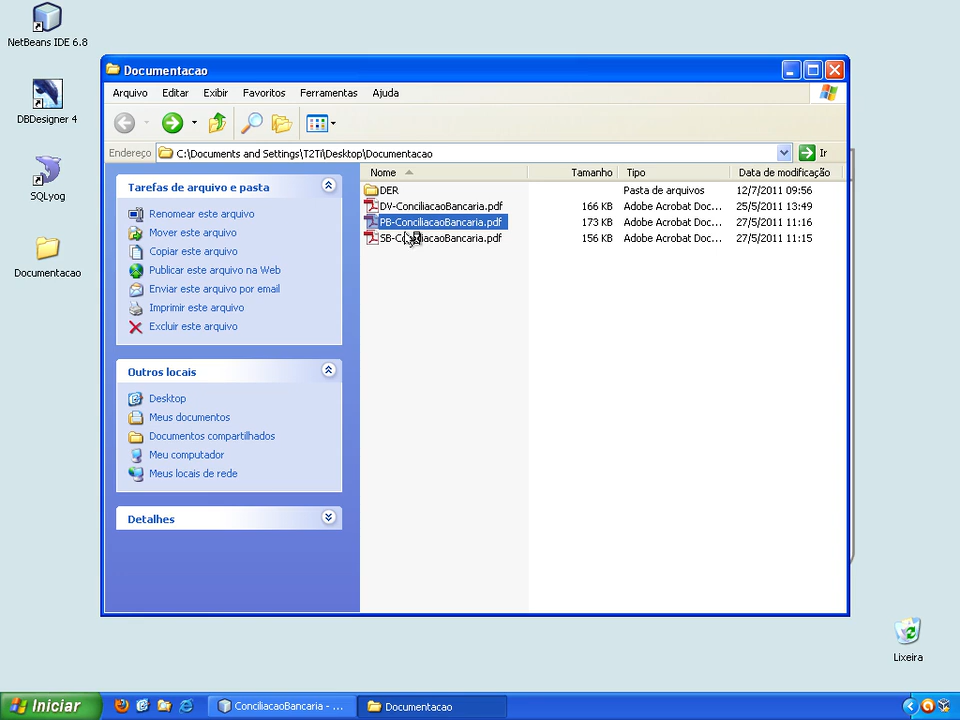 NetBeans IDE 6.8
DBDesigner 4
SQLyog
Documentacao
Documentacao
Arquivo Editar Exibir Favoritos Ferramentas Ajuda
Endereço C:\Documents and Settings\T2Ti\Desktop\Documentacao Ir
Tarefas de arquivo e pasta
Renomear este arquivo
Mover este arquivo
Copiar este arquivo
Publicar este arquivo na Web
Enviar este arquivo por email
Imprimir este arquivo
Excluir este arquivo
Outros locais
Desktop
Meus documentos
Documentos compartilhados
Meu computador
Meus locais de rede
Detalhes
Nome Tamanho Tipo Data de modificação
DER Pasta de arquivos 12/7/2011 09:56
DV-ConciliacaoBancaria.pdf 166 KB Adobe Acrobat Doc... 25/5/2011 13:49
PB-ConciliacaoBancaria.pdf 173 KB Adobe Acrobat Doc... 27/5/2011 11:16
SB-ConciliacaoBancaria.pdf 156 KB Adobe Acrobat Doc... 27/5/2011 11:15
Lixeira
Iniciar ConciliacaoBancaria - ... Documentacao